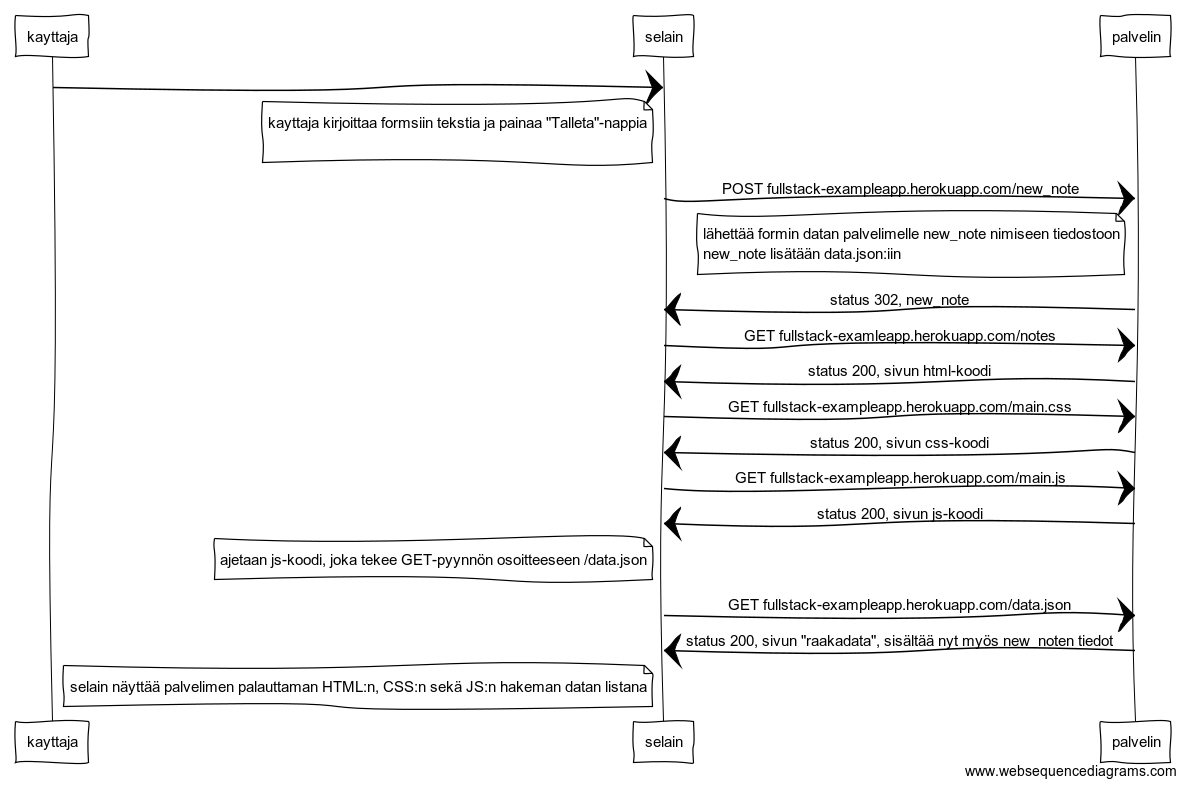 kayttaja
selain
palvelin
kayttaja kirjoittaa formsiin tekstia ja painaa "Talleta"-nappia
POST fullstack-exampleapp.herokuapp.com/new_note
lähettää formin datan palvelimelle new_note nimiseen tiedostoon
new_note lisätään data.json:iin
status 302, new_note
GET fullstack-examleapp.herokuapp.com/notes
status 200, sivun html-koodi
GET fullstack-exampleapp.herokuapp.com/main.css
status 200, sivun css-koodi
GET fullstack-exampleapp.herokuapp.com/main.js
status 200, sivun js-koodi
ajetaan js-koodi, joka tekee GET-pyynnön osoitteeseen /data.json
GET fullstack-exampleapp.herokuapp.com/data.json
status 200, sivun "raakadata", sisältää nyt myös new_noten tiedot
selain näyttää palvelimen palauttaman HTML:n, CSS:n sekä JS:n hakeman datan listana
kayttaja
selain
palvelin
www.websequencediagrams.com